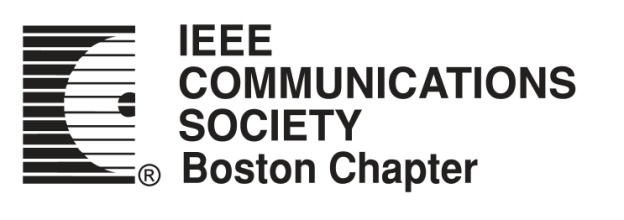 IEEE
COMMUNICATIONS
SOCIETY
® Boston Chapter